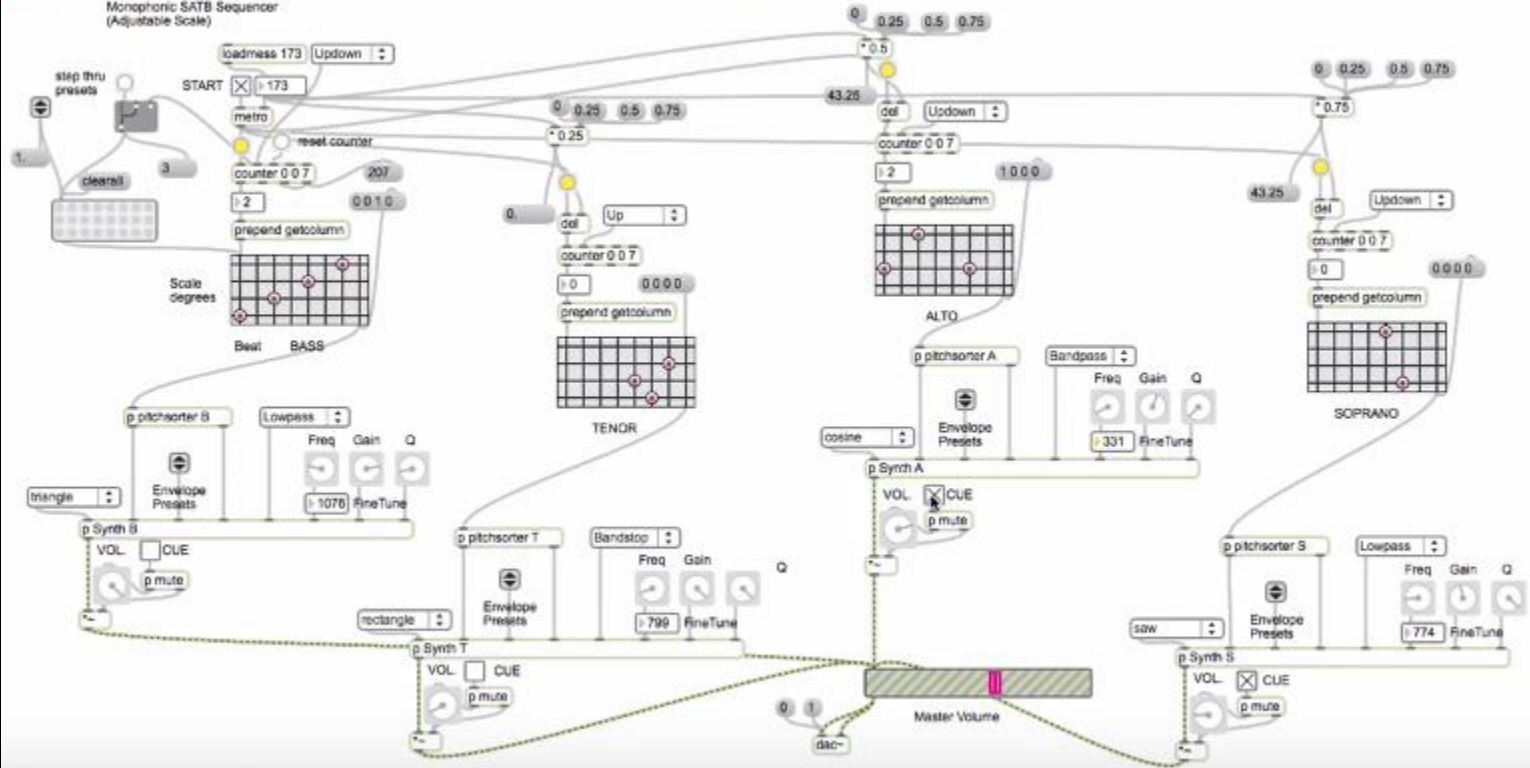 Monophonic SATB Sequencer
(Adjustable Scale)
loadmess 173
Updown
step thru
presets
START
173
metro
reset counter
1.
3
clearall
counter 0 0 7
207
2
0 0 1 0
prepend getcolumn
Scale
degrees
Beat
BASS
p pitchsorter B
Lowpass
Freq
Gain
Q
Envelope
Presets
1076
FineTune
triangle
p Synth B
VOL.
CUE
p mute
*~
0
0.25
0.5
0.75
* 0.25
0.
del
Up
counter 0 0 7
0
0 0 0 0
prepend getcolumn
TENOR
p pitchsorter T
Bandstop
Freq
Gain
Q
Envelope
Presets
799
FineTune
rectangle
p Synth T
VOL.
CUE
p mute
*~
0
0.25
0.5
0.75
* 0.5
43.25
del
Updown
counter 0 0 7
2
1 0 0 0
prepend getcolumn
ALTO
p pitchsorter A
Bandpass
Freq
Gain
Q
Envelope
Presets
331
FineTune
cosine
p Synth A
VOL.
CUE
p mute
*~
0
1
dac~
Master Volume
0
0.25
0.5
0.75
* 0.75
43.25
del
Updown
counter 0 0 7
0
0 0 0 0
prepend getcolumn
SOPRANO
p pitchsorter S
Lowpass
Freq
Gain
Q
Envelope
Presets
774
FineTune
saw
p Synth S
VOL.
CUE
p mute
*~